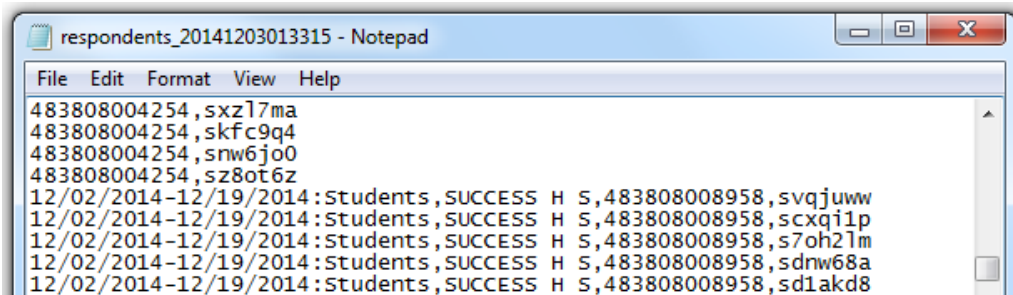 respondents_20141203013315 - Notepad
File Edit Format View Help
483808004254,sxzl7ma
483808004254,skfc9q4
483808004254,snw6jo0
483808004254,sz8ot6z
12/02/2014-12/19/2014:Students,SUCCESS H S,483808008958,svqjuww
12/02/2014-12/19/2014:Students,SUCCESS H S,483808008958,scxqi1p
12/02/2014-12/19/2014:Students,SUCCESS H S,483808008958,s7oh2lm
12/02/2014-12/19/2014:Students,SUCCESS H S,483808008958,sdnw68a
12/02/2014-12/19/2014:Students,SUCCESS H S,483808008958,sd1akd8